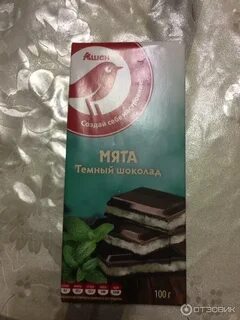 Ашан
Создай себе настроение
МЯТА
Темный шоколад
100 г
ОТЗОВИК